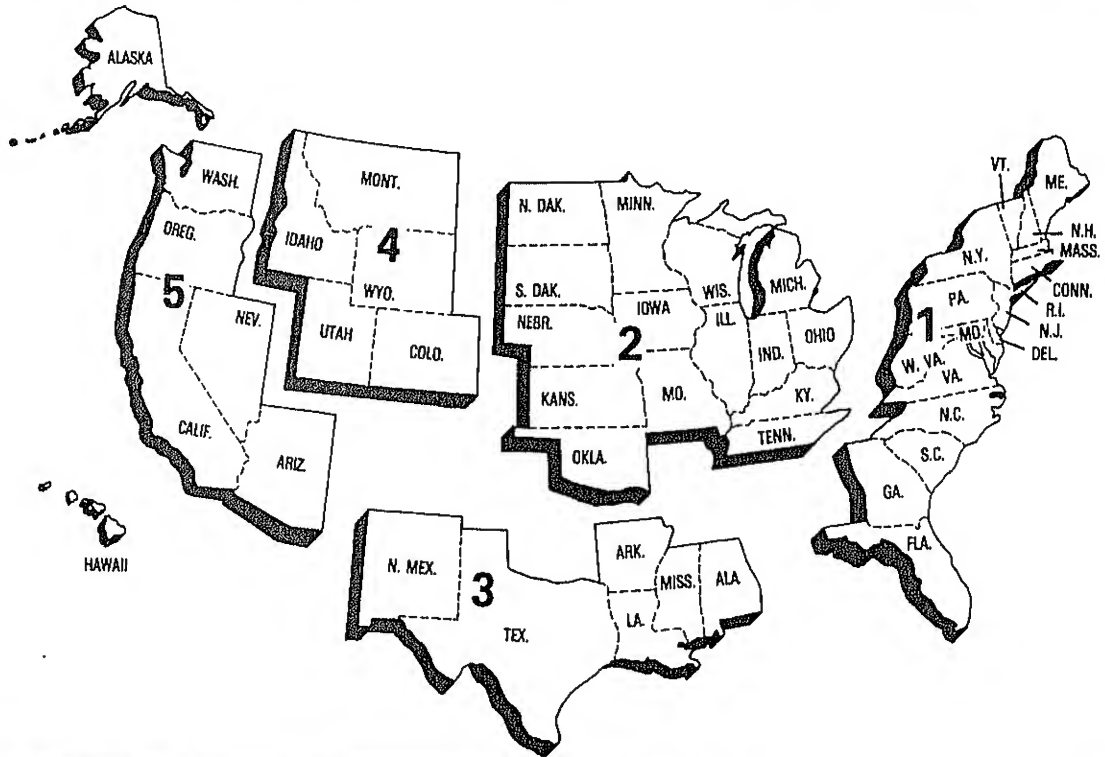 ALASKA
WASH.
OREG.
5
NEV.
CALIF.
ARIZ.
HAWAII
MONT.
IDAHO
4
WYO.
UTAH
COLO.
N. DAK.
MINN.
S. DAK.
WIS.
MICH.
NEBR.
IOWA
ILL.
2
IND.
OHIO
KANS.
MO.
KY.
OKLA.
TENN.
N. MEX.
3
TEX.
ARK.
LA.
MISS.
ALA.
VT.
ME.
N.H.
N.Y.
MASS.
CONN.
PA.
R.I.
1
N.J.
MD.
DEL.
W. VA.
VA.
N.C.
S.C.
GA.
FLA.